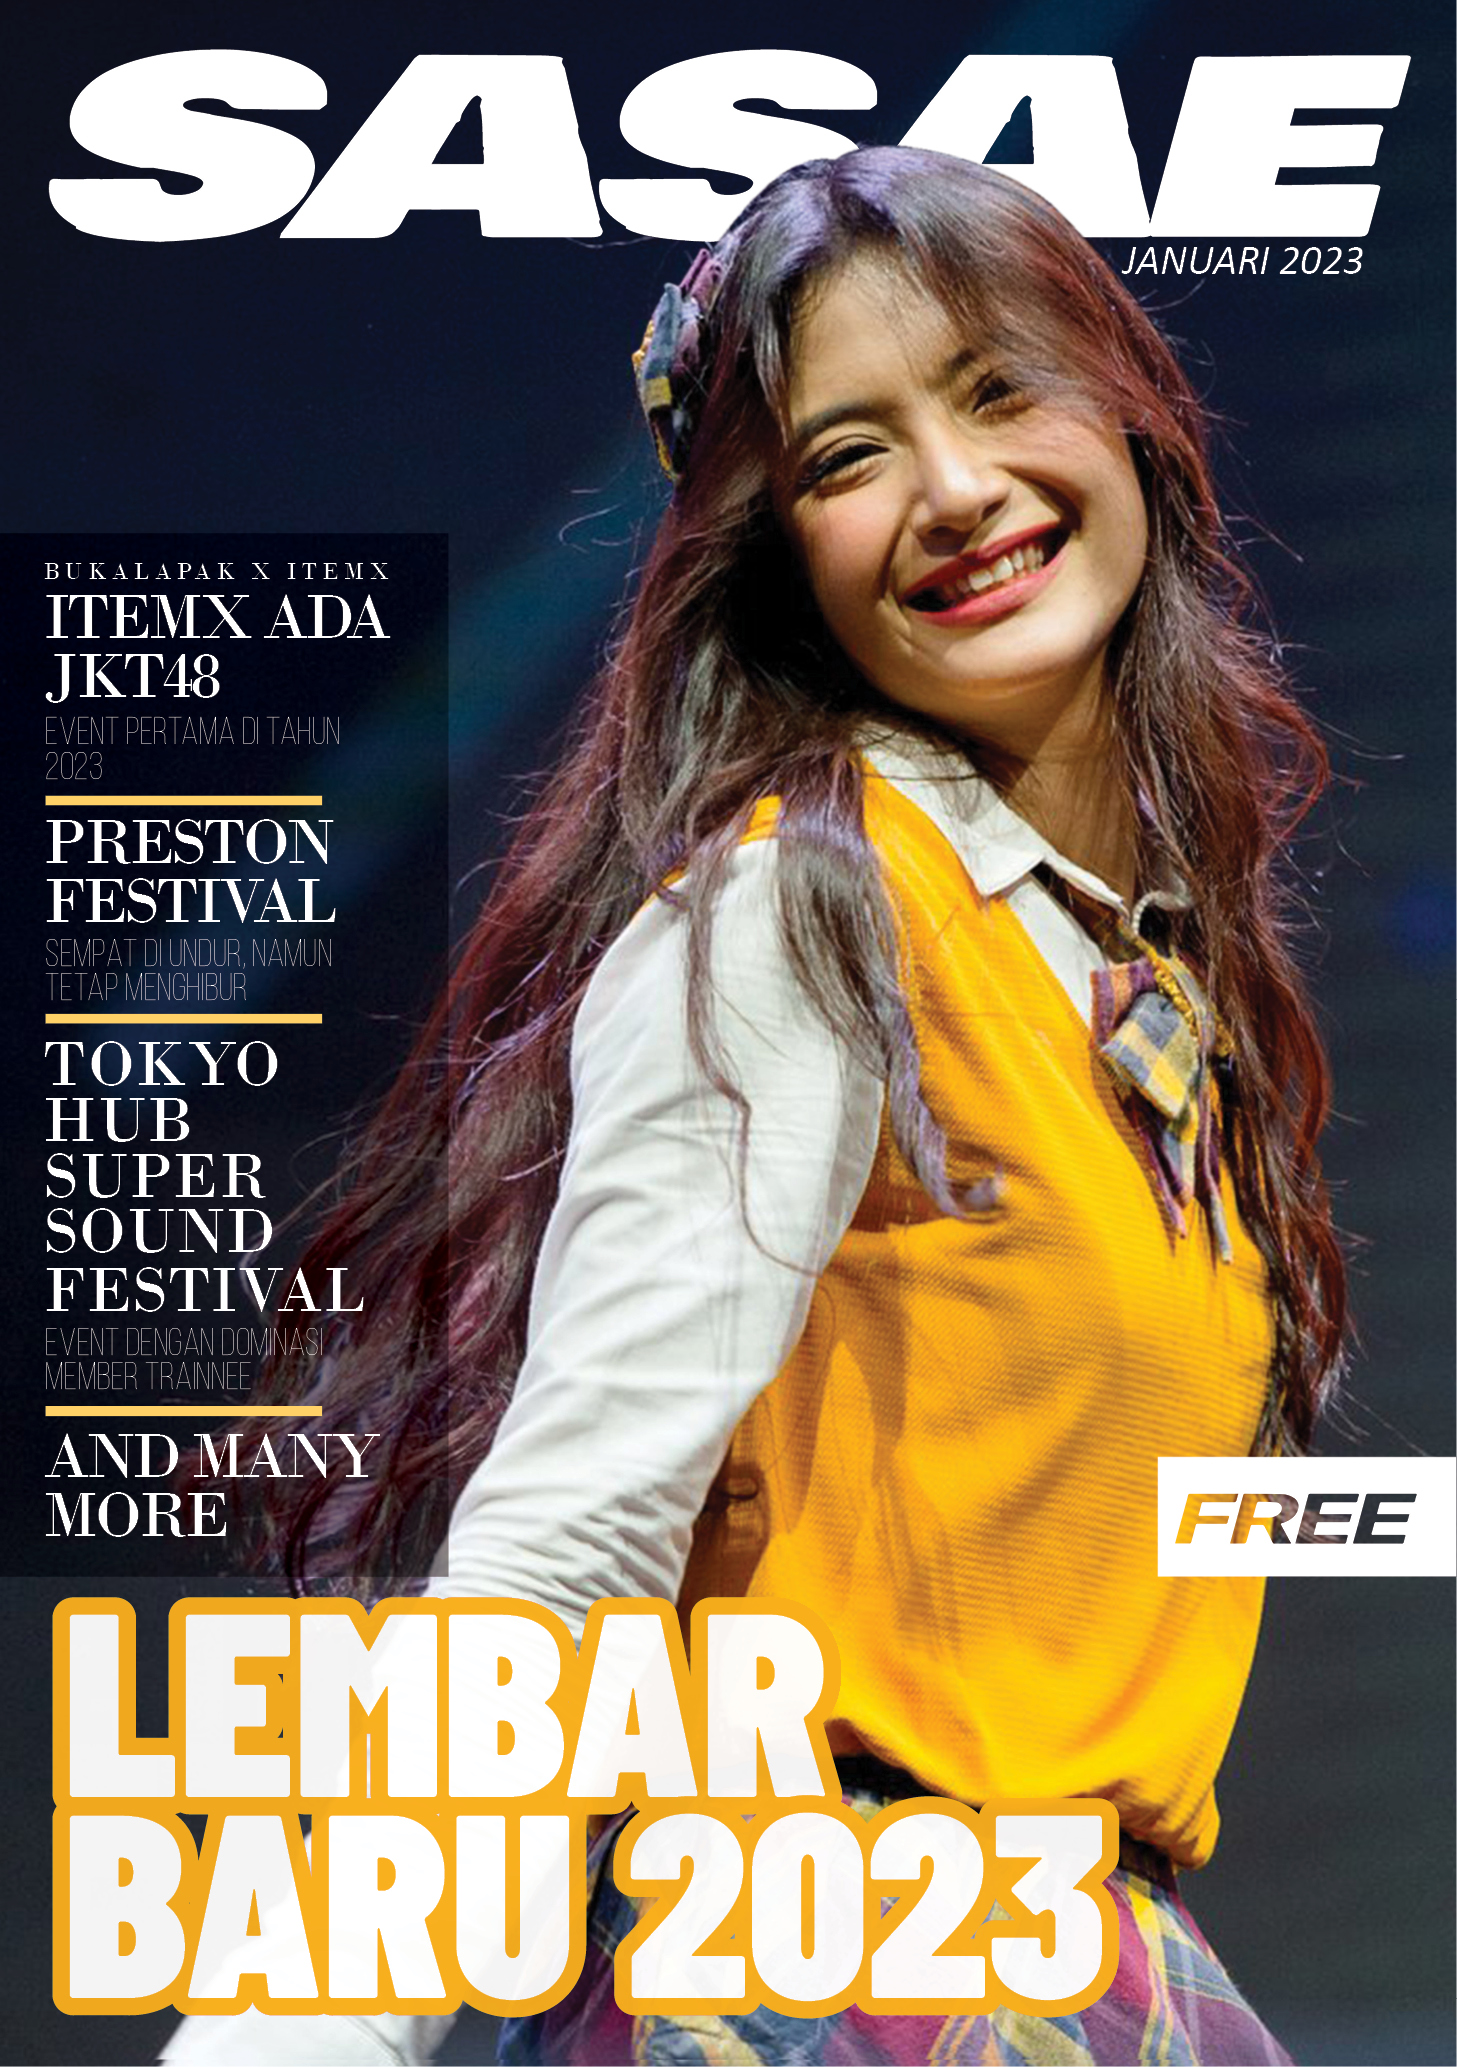 SASAE
JANUARI 2023
BUKALAPAK X ITEMX
ITEMX ADA
JKT48
EVENT PERTAMA DI TAHUN
2023
PRESTON
FESTIVAL
SEMPAT DI UNDUR, NAMUN
TETAP MENGHIBUR
TOKYO
HUB
SUPER
SOUND
FESTIVAL
EVENT DENGAN DOMINASI
MEMBER TRAINNEE
AND MANY
MORE
FREE
LEMBAR
BARU 2023